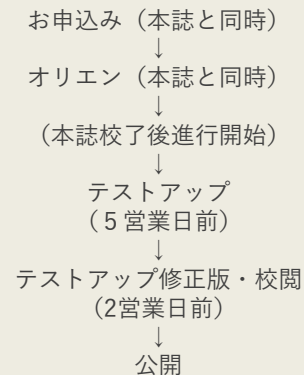 お申込み（本誌と同時）
↓
オリエン（本誌と同時）
↓
（本誌校了後進行開始）
↓
テストアップ
（５営業日前）
↓
テストアップ修正版・校閲
（2営業日前）
↓
公開